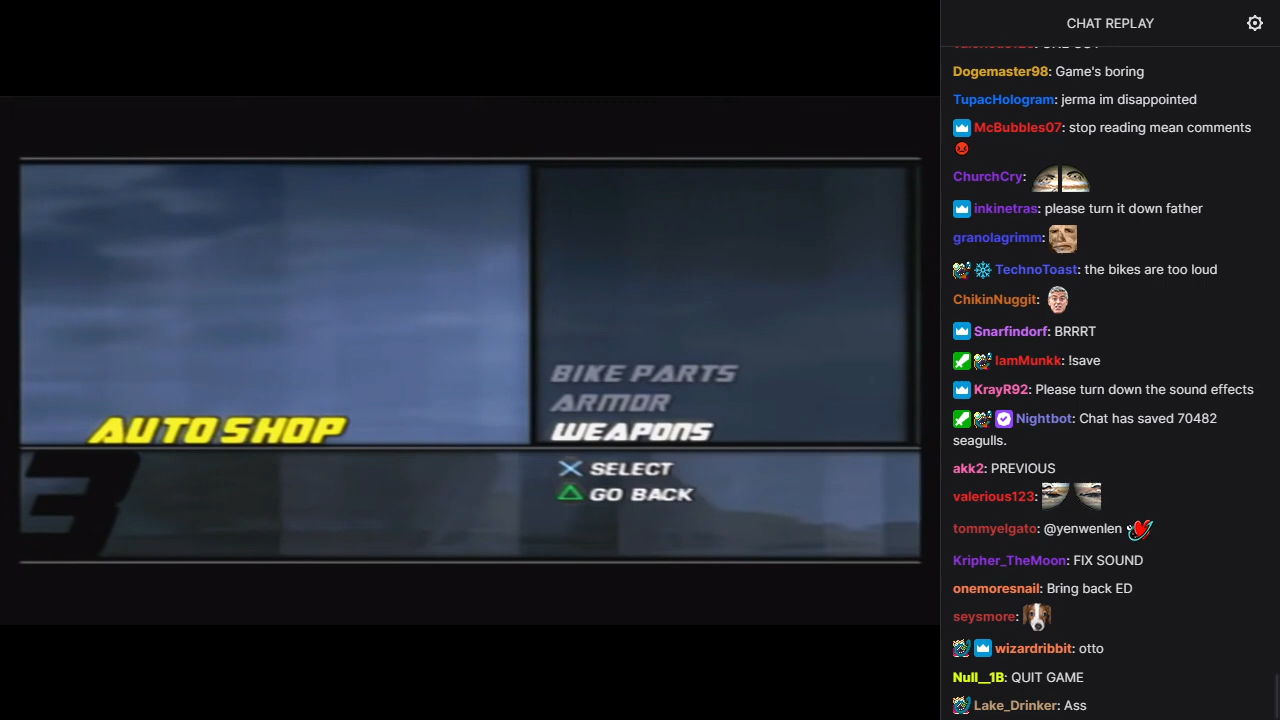 CHAT REPLAY
Dogemaster98: Game's boring
TupacHologram: jerma im disappointed
McBubbles07: stop reading mean comments
ChurchCry:
inkinetras: please turn it down father
granolagrimm:
TechnoToast: the bikes are too loud
ChikinNuggit:
Snarfindorf: BRRRT
IamMunkk: !save
KrayR92: Please turn down the sound effects
Nightbot: Chat has saved 70482
seagulls.
akk2: PREVIOUS
valerious123:
tommyelgato: @yenwenlen
Kripher_TheMoon: FIX SOUND
onemoresnail: Bring back ED
seysmore:
wizardribbit: otto
Null__1B: QUIT GAME
Lake_Drinker: Ass
BIKE PARTS
ARMOR
WEAPONS
AUTO SHOP
SELECT
GO BACK
3